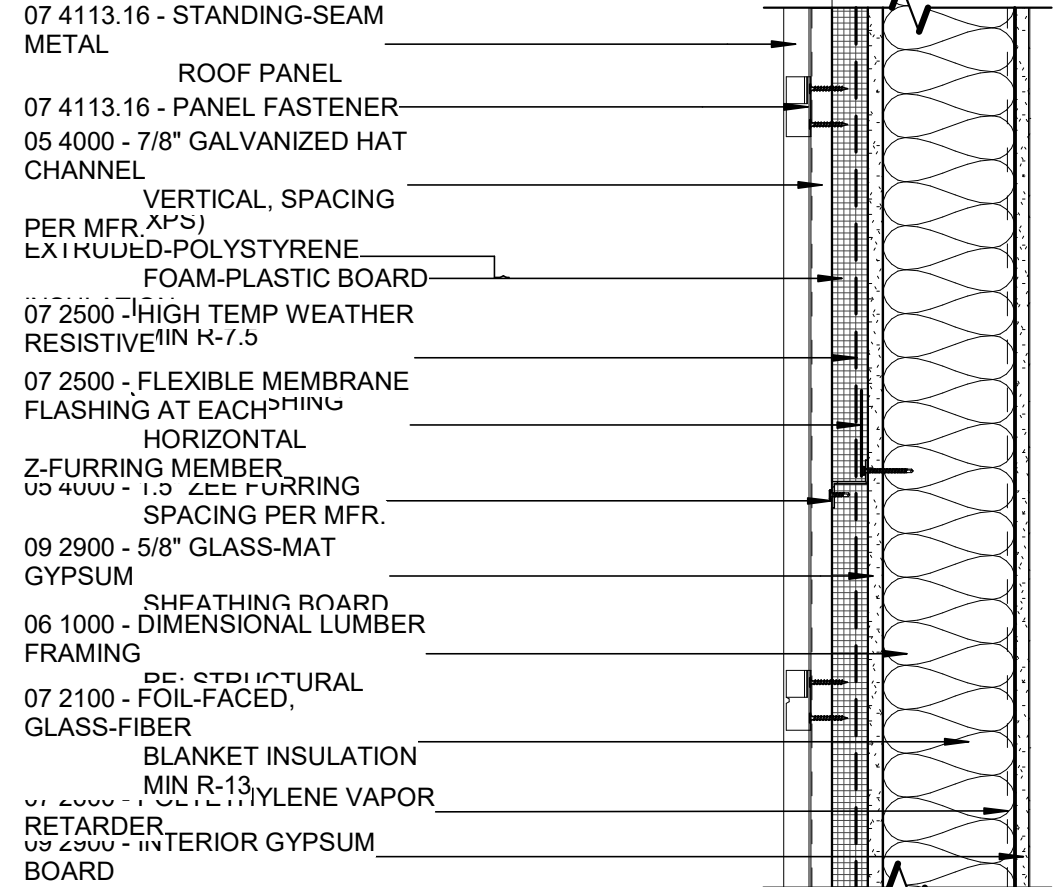 07 4113.16 - STANDING-SEAM
METAL
ROOF PANEL
07 4113.16 - PANEL FASTENER
05 4000 - 7/8" GALVANIZED HAT
CHANNEL
VERTICAL, SPACING
PER MFR.
XPS)
EXTRUDED-POLYSTYRENE
FOAM-PLASTIC BOARD
INSULATION
07 2500 - HIGH TEMP WEATHER
RESISTIVE
MIN R-7.5
07 2500 - FLEXIBLE MEMBRANE
FLASHING AT EACH
HORIZONTAL
Z-FURRING MEMBER
05 4000 - 1.5" ZEE FURRING
SPACING PER MFR.
09 2900 - 5/8" GLASS-MAT
GYPSUM
SHEATHING BOARD
06 1000 - DIMENSIONAL LUMBER
FRAMING
RE: STRUCTURAL
07 2100 - FOIL-FACED,
GLASS-FIBER
BLANKET INSULATION
MIN R-13
POLYETHYLENE VAPOR
RETARDER
09 2900 - INTERIOR GYPSUM
BOARD